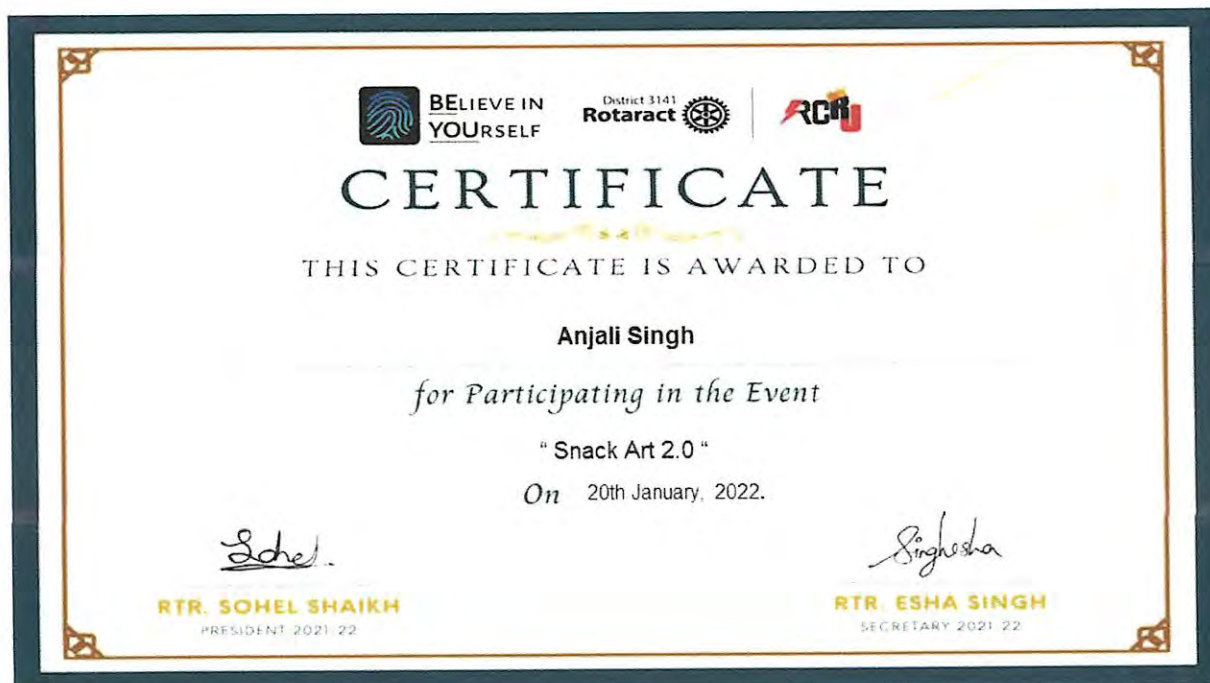 BELIEVE IN
YOURSELF
District 3141
Rotaract
RCRU
CERTIFICATE
THIS CERTIFICATE IS AWARDED TO
Anjali Singh
for Participating in the Event
“ Snack Art 2.0 “
On 20th January, 2022.
Sohel
Singhesha
RTR. SOHEL SHAIKH
RTR. ESHA SINGH
PRESIDENT 2021-22
SECRETARY 2021-22